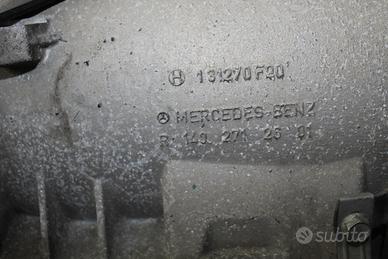 131270F20
MERCEDES-BENZ
R 140 271 26 01
subito